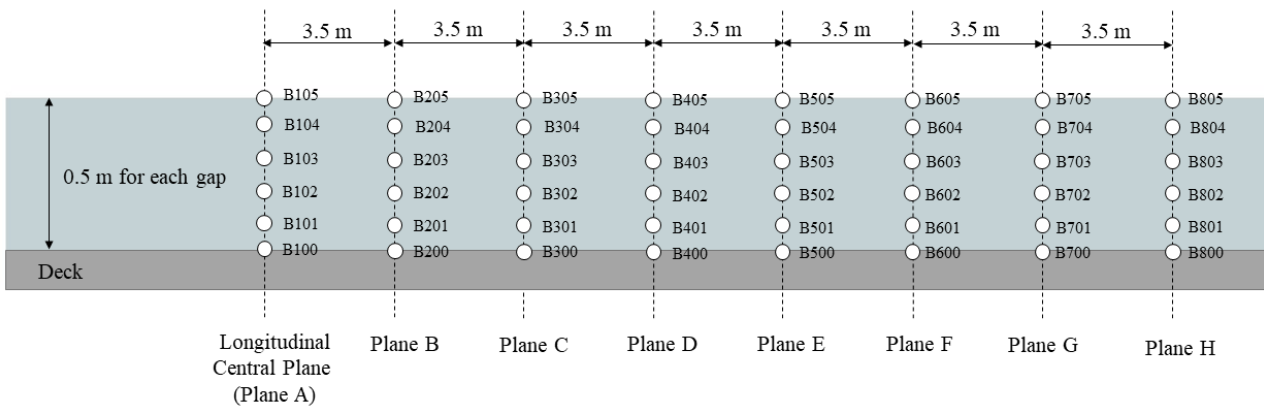 3.5 m 3.5 m 3.5 m 3.5 m 3.5 m 3.5 m 3.5 m
B105 B205 B305 B405 B505 B605 B705 B805
B104 B204 B304 B404 B504 B604 B704 B804
B103 B203 B303 B403 B503 B603 B703 B803
0.5 m for each gap
B102 B202 B302 B402 B502 B602 B702 B802
B101 B201 B301 B401 B501 B601 B701 B801
B100 B200 B300 B400 B500 B600 B700 B800
Deck
Longitudinal
Central Plane
(Plane A)
Plane B
Plane C
Plane D
Plane E
Plane F
Plane G
Plane H